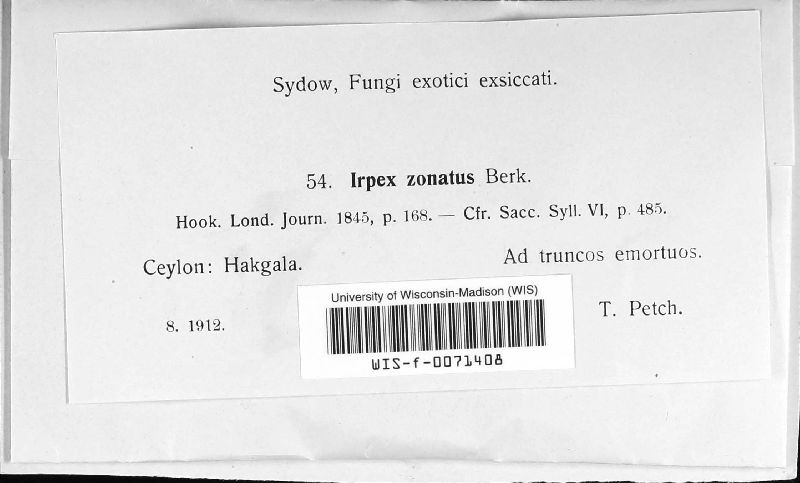 Sydow, Fungi exotici exsiccati.
54. Irpex zonatus Berk.
Hook. Lond. Journ. 1845, p. 168. — Cfr. Sacc. Syll. VI, p. 485.
Ceylon: Hakgala.
Ad truncos emortuos.
8. 1912.
T. Petch.
University of Wisconsin-Madison (WIS)
WIS-f-0071408